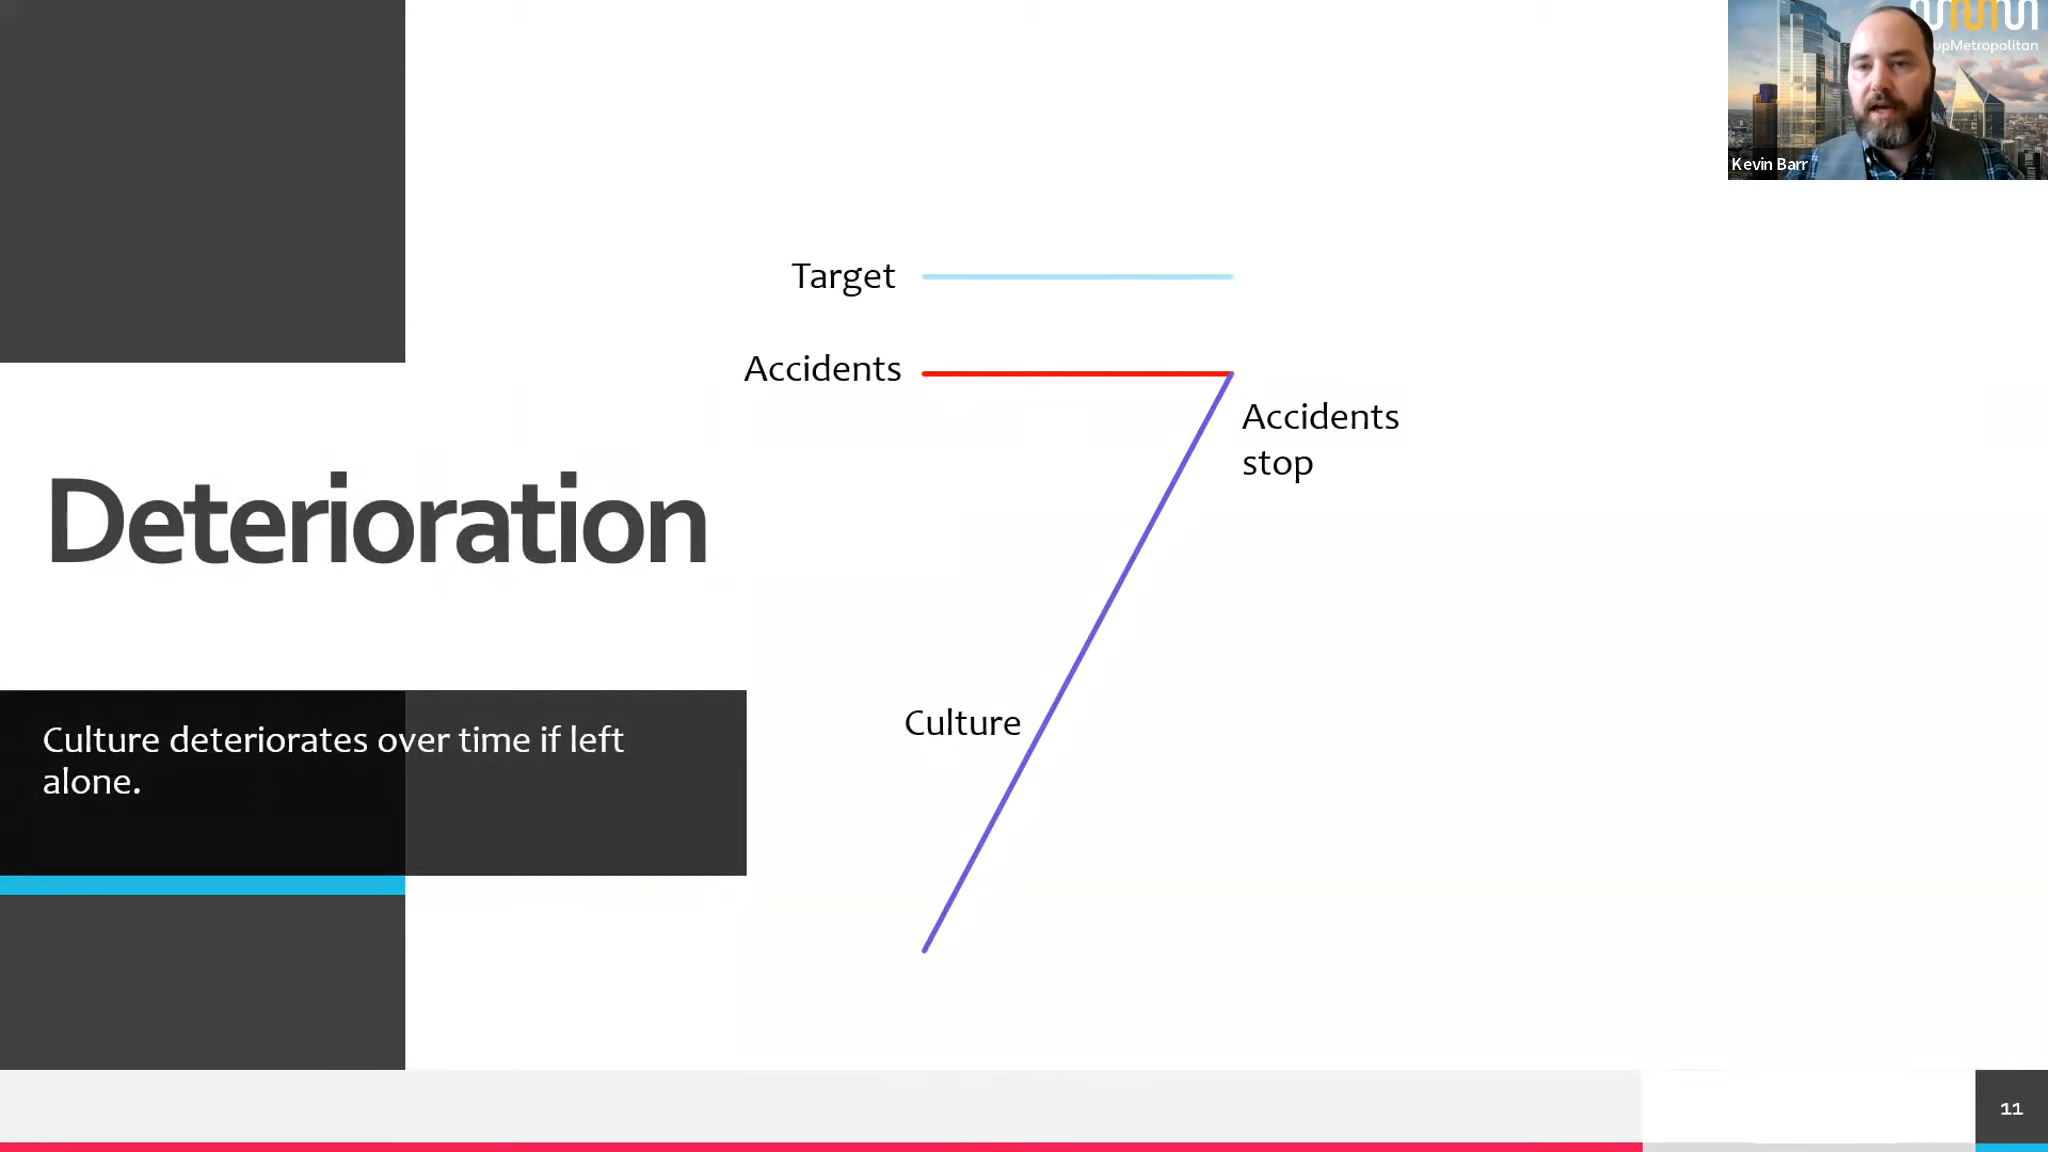 upMetropolitan
Kevin Barr
Target
Accidents
Accidents
stop
Deterioration
Culture
Culture deteriorates over time if left
alone.
11